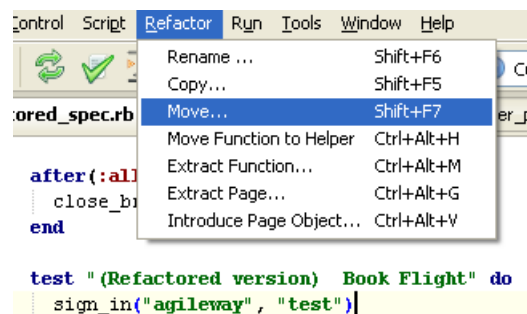 Control Script Refactor Run Tools Window Help
Rename ... Shift+F6
Copy... Shift+F5
ored_spec.rb Move... Shift+F7 er_p
Move Function to Helper Ctrl+Alt+H
Extract Function... Ctrl+Alt+M
after(:all
Extract Page... Ctrl+Alt+G
close_br
Introduce Page Object... Ctrl+Alt+V
end
test "(Refactored version) Book Flight" do
sign_in("agileway", "test")